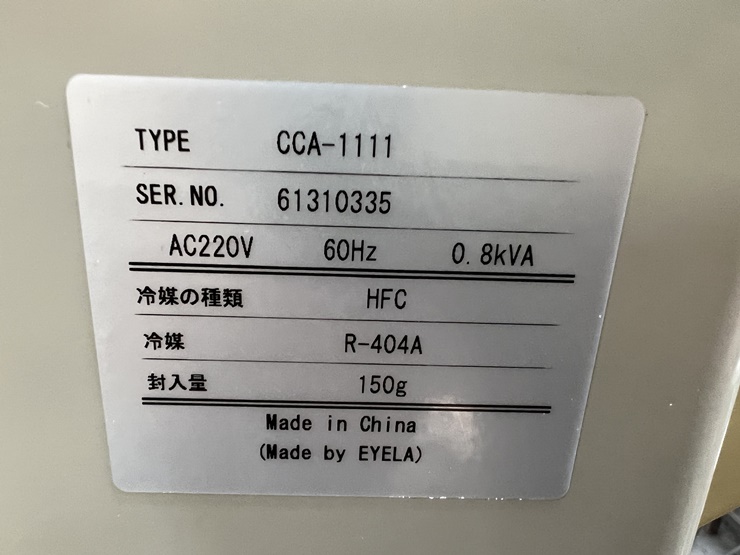 TYPE CCA-1111
SER.NO. 61310335
AC220V 60Hz 0.8kVA
冷媒の種類 HFC
冷媒 R-404A
封入量 150g
Made in China
(Made by EYELA)